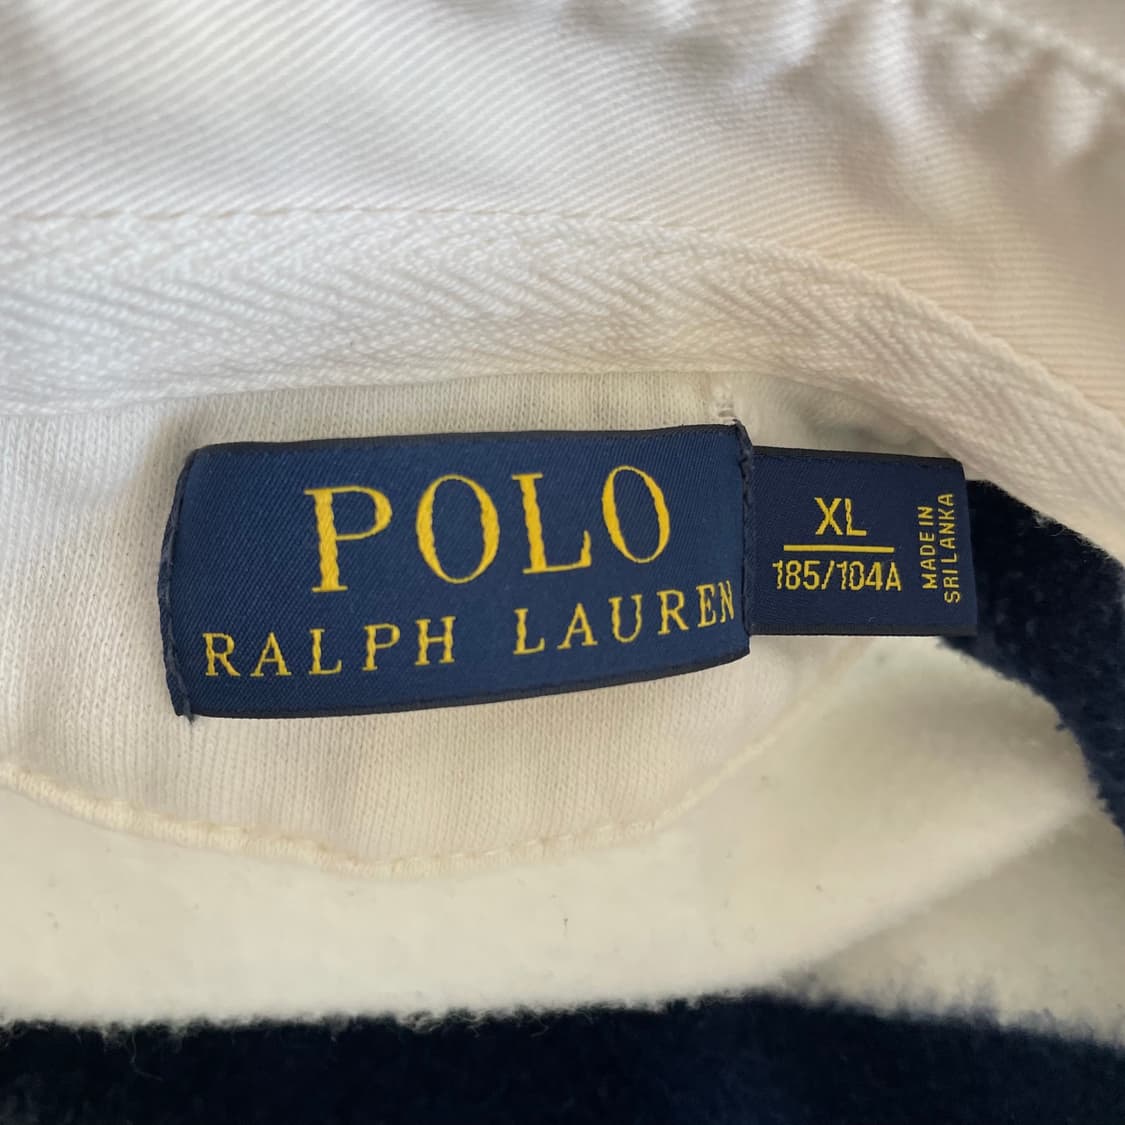 POLO
RALPH LAUREN
XL
185/104A
MADE IN
SRI LANKA